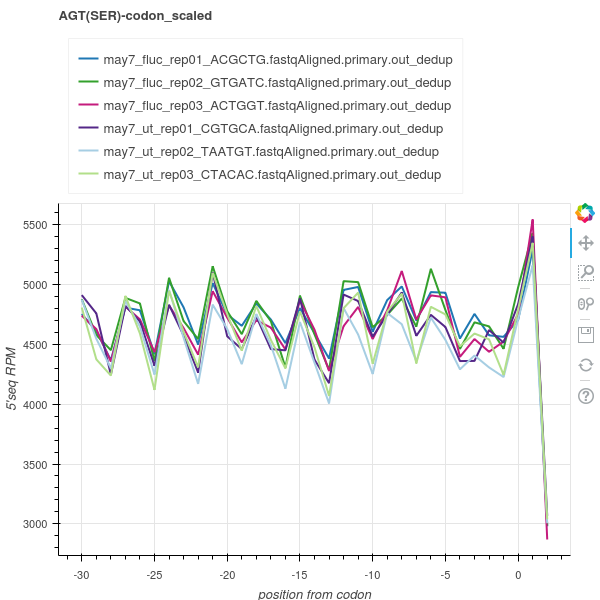 AGT(SER)-codon_scaled
may7_fluc_rep01_ACGCTG.fastqAligned.primary.out_dedup
may7_fluc_rep02_GTGATC.fastqAligned.primary.out_dedup
may7_fluc_rep03_ACTGGT.fastqAligned.primary.out_dedup
may7_ut_rep01_CGTGCA.fastqAligned.primary.out_dedup
may7_ut_rep02_TAATGT.fastqAligned.primary.out_dedup
may7_ut_rep03_CTACAC.fastqAligned.primary.out_dedup
5500
5000
4500
4000
3500
3000
5'seq RPM
-30 -25 -20 -15 -10 -5 0
position from codon